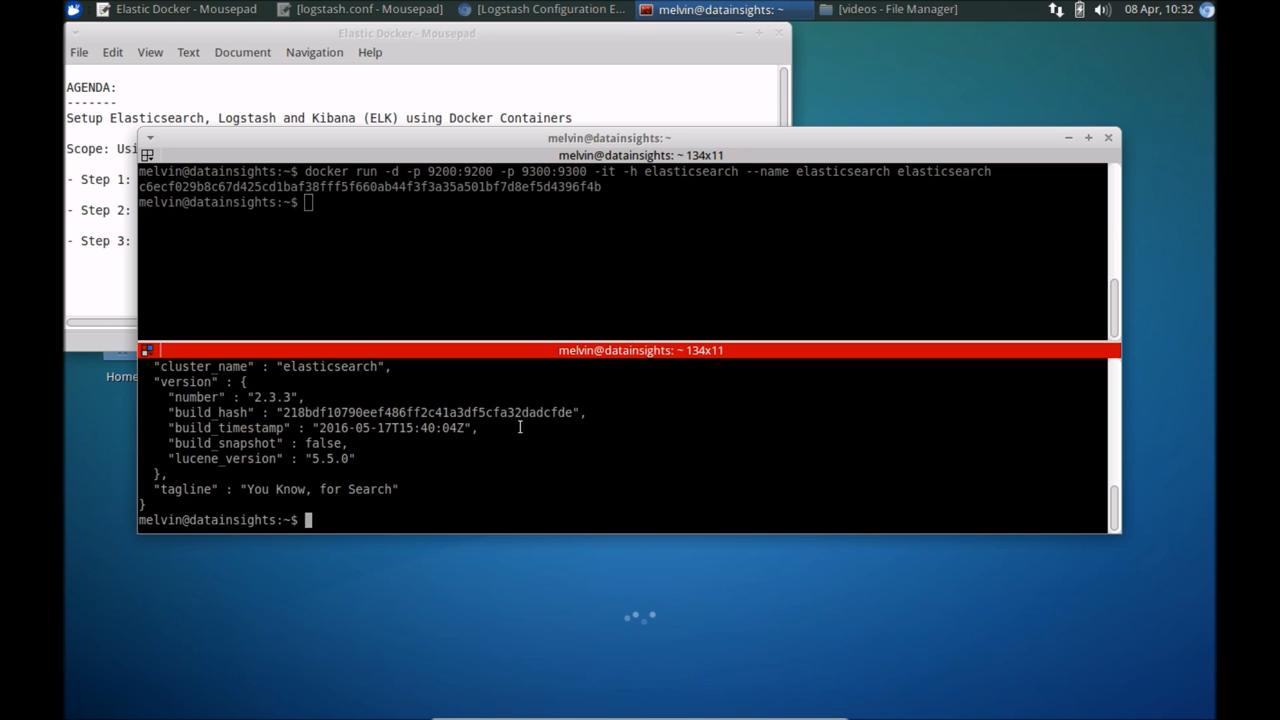 Elastic Docker - Mousepad
[logstash.conf - Mousepad]
[Logstash Configuration E...
melvin@datainsights: ~
[videos - File Manager]
08 Apr, 10:32
Elastic Docker - Mousepad
File Edit View Text Document Navigation Help
AGENDA:
-------
Setup Elasticsearch, Logstash and Kibana (ELK) using Docker Containers
Scope: Usi
- Step 1:
- Step 2:
- Step 3:
Home
melvin@datainsights: ~
melvin@datainsights: ~ 134x11
melvin@datainsights:~$ docker run -d -p 9200:9200 -p 9300:9300 -it -h elasticsearch --name elasticsearch elasticsearch
c6ecf029b8c67d425cd1baf38fff5f660ab44f3f3a35a501bf7d8ef5d4396f4b
melvin@datainsights:~$
melvin@datainsights: ~ 134x11
"cluster_name" : "elasticsearch",
"version" : {
"number" : "2.3.3",
"build_hash" : "218bdf10790eef486ff2c41a3df5cfa32dadcfde",
"build_timestamp" : "2016-05-17T15:40:04Z",
"build_snapshot" : false,
"lucene_version" : "5.5.0"
},
"tagline" : "You Know, for Search"
}
melvin@datainsights:~$